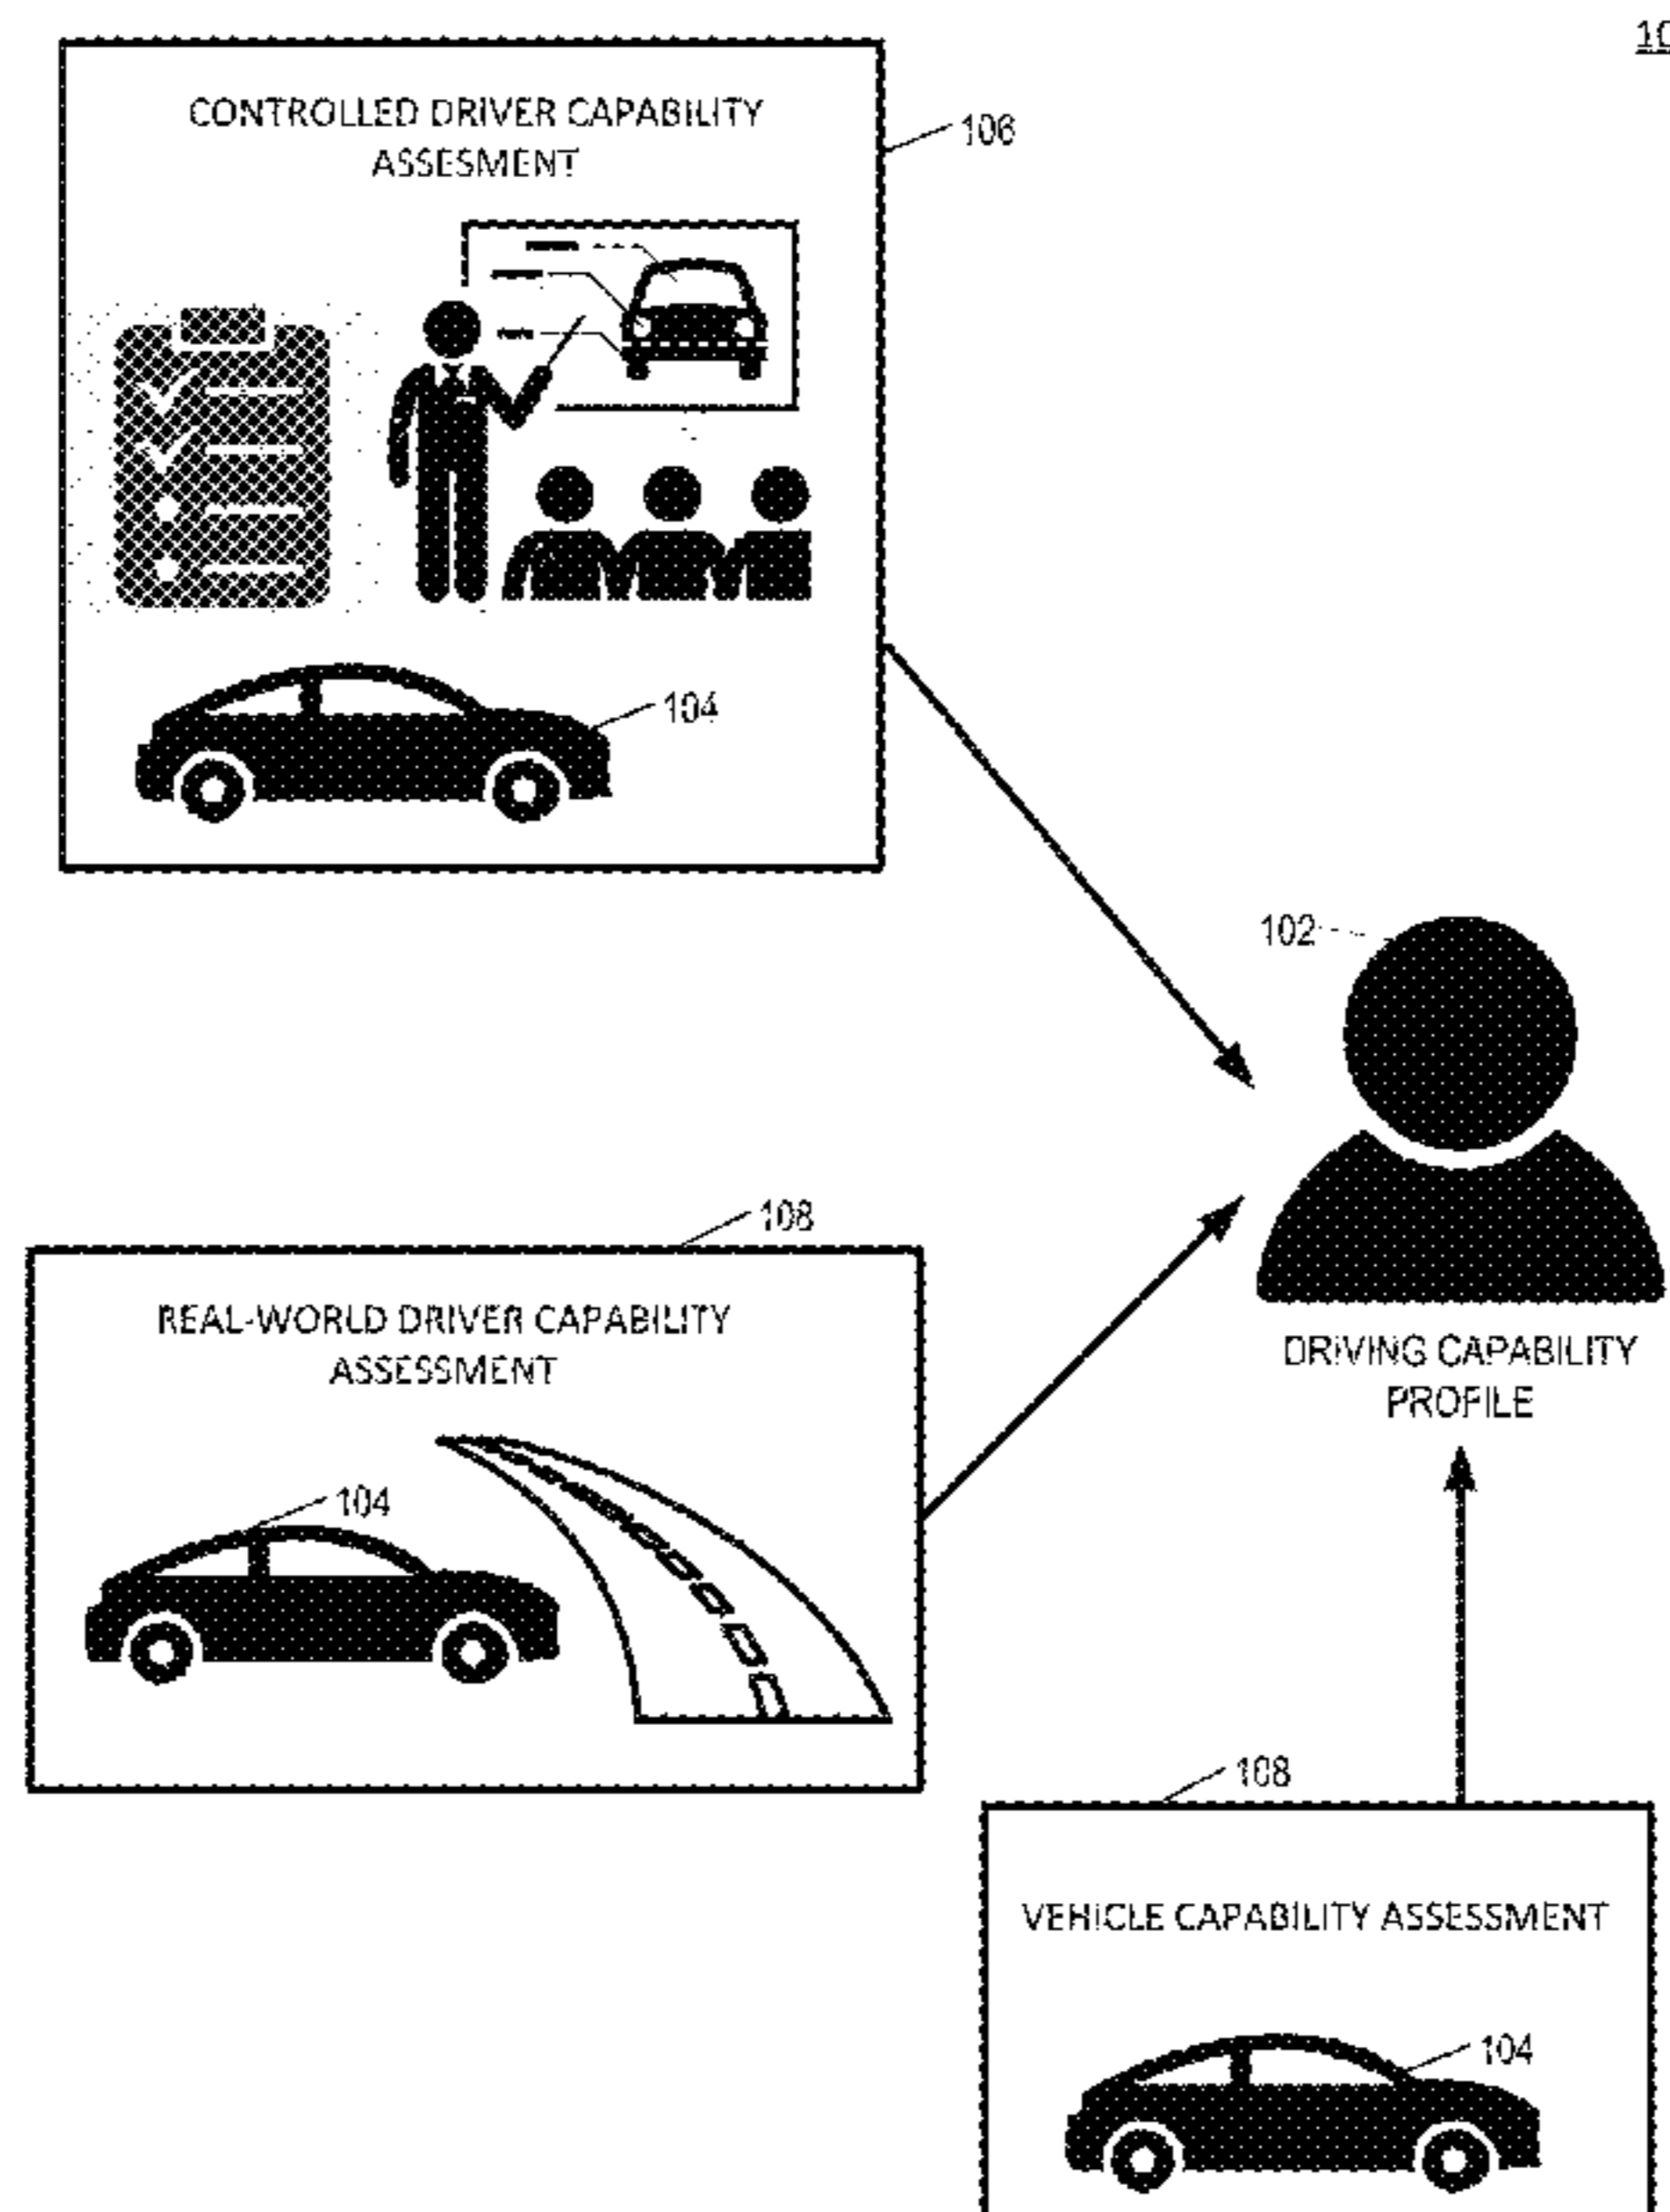 10
CONTROLLED DRIVER CAPABILITY
ASSESMENT
106
104
102
DRIVING CAPABILITY
PROFILE
108
REAL-WORLD DRIVER CAPABILITY
ASSESSMENT
104
108
VEHICLE CAPABILITY ASSESSMENT
104